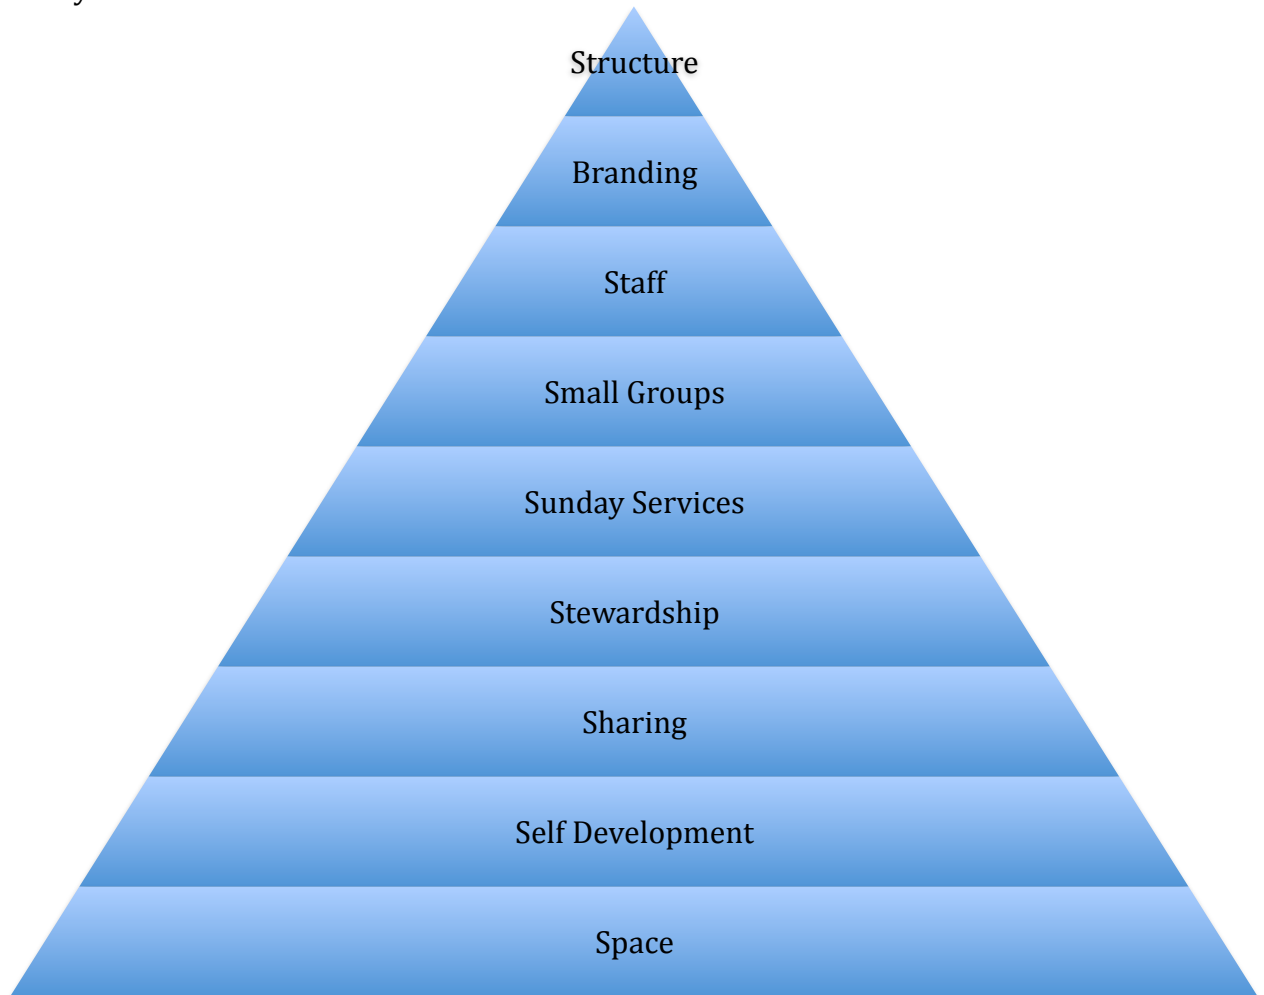 Structure
Branding
Staff
Small Groups
Sunday Services
Stewardship
Sharing
Self Development
Space